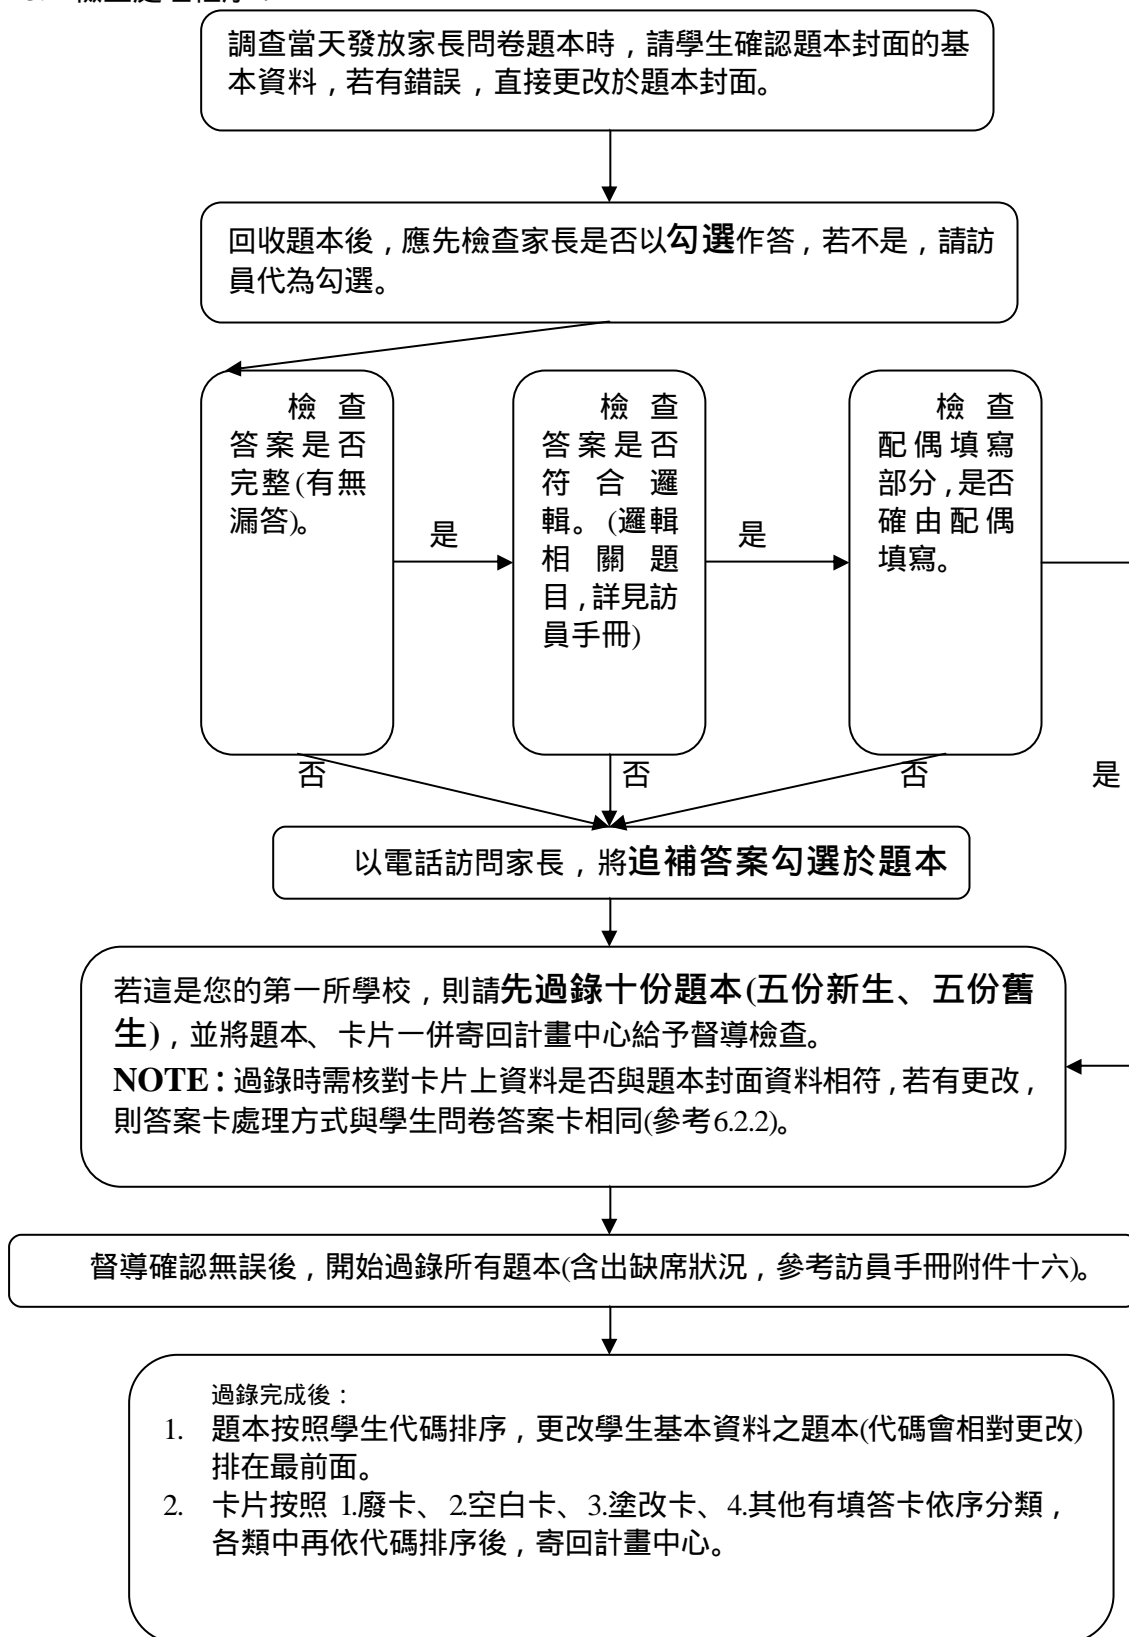 調查當天發放家長問卷題本時，請學生確認題本封面的基
本資料，若有錯誤，直接更改於題本封面。
回收題本後，應先檢查家長是否以勾選作答，若不是，請訪
員代為勾選。
檢查
答案是否
完整(有無
漏答)。
是
檢查
答案是否
符合邏
輯。(邏輯
相關題
目，詳見訪
員手冊)
是
檢查
配偶填寫
部分，是否
確由配偶
填寫。
否
否
否
是
以電話訪問家長，將追補答案勾選於題本
若這是您的第一所學校，則請先過錄十份題本(五份新生、五份舊
生)，並將題本、卡片一併寄回計畫中心給予督導檢查。
NOTE：過錄時需核對卡片上資料是否與題本封面資料相符，若有更改，
則答案卡處理方式與學生問卷答案卡相同(參考6.2.2)。
督導確認無誤後，開始過錄所有題本(含出缺席狀況，參考訪員手冊附件十六)。
過錄完成後：
1. 題本按照學生代碼排序，更改學生基本資料之題本(代碼會相對更改)
排在最前面。
2. 卡片按照 1.廢卡、2.空白卡、3.塗改卡、4.其他有填答卡依序分類，
各類中再依代碼排序後，寄回計畫中心。